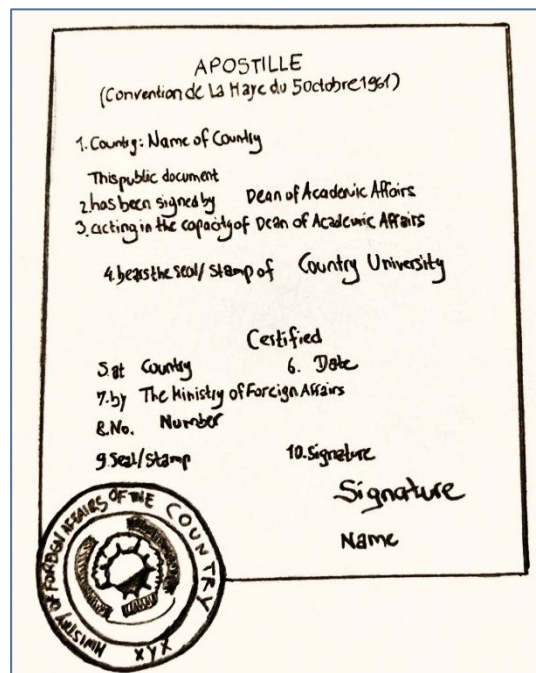 APOSTILLE
(Convention de La Haye du 5 Octobre 1961)
1. Country: Name of Country
This public document
2. has been signed by Dean of Academic Affairs
3. acting in the capacity of Dean of Academic Affairs
4. bears the seal/stamp of Country University
Certified
5. at Country 6. Date
7. by The Ministry of Foreign Affairs
8. No. Number
9. Seal/Stamp 10. Signature
Signature
Name
MINISTRY OF FOREIGN AFFAIRS OF THE COUNTRY
XYX